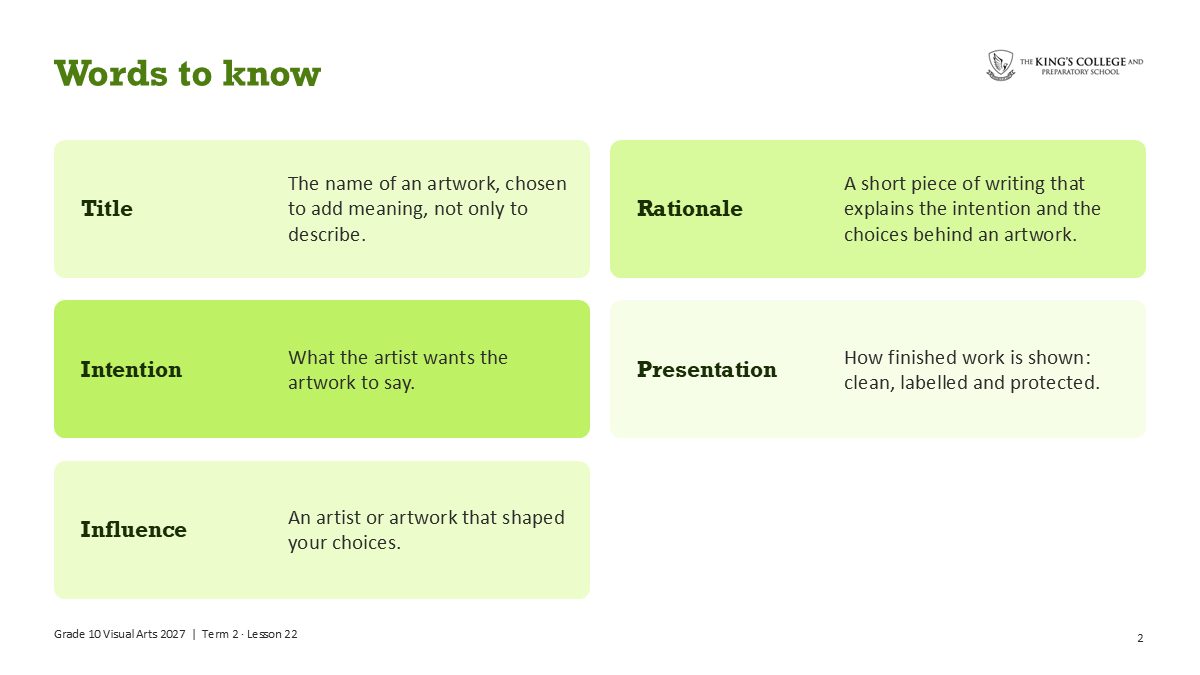 Words to know
THE KING'S COLLEGE AND
PREPARATORY SCHOOL
Title
The name of an artwork, chosen
to add meaning, not only to
describe.
Rationale
A short piece of writing that
explains the intention and the
choices behind an artwork.
Intention
What the artist wants the
artwork to say.
Presentation
How finished work is shown:
clean, labelled and protected.
Influence
An artist or artwork that shaped
your choices.
Grade 10 Visual Arts 2027 | Term 2 · Lesson 22
2